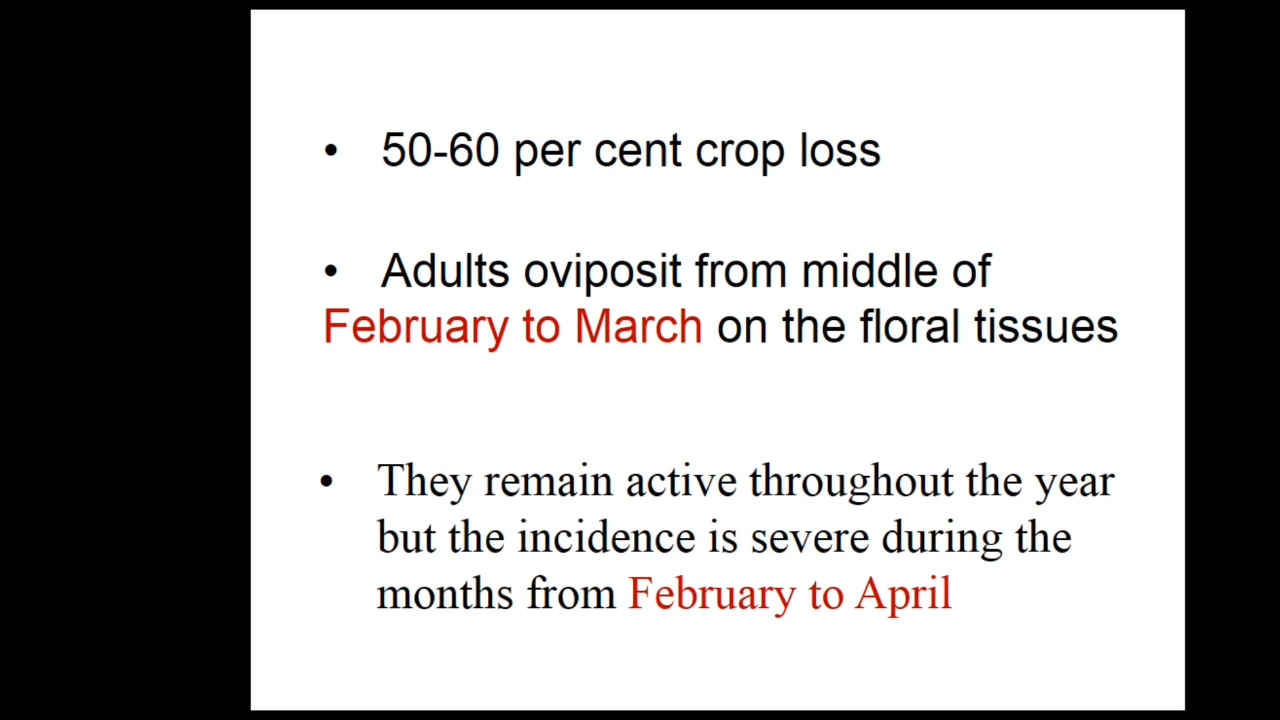 • 50-60 per cent crop loss
• Adults oviposit from middle of
February to March on the floral tissues
• They remain active throughout the year
but the incidence is severe during the
months from February to April